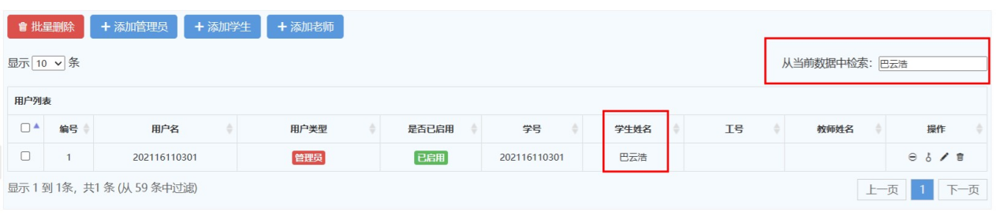 批量删除 + 添加管理员 + 添加学生 + 添加老师
显示 10 条 从当前数据中检索: 巴云浩
用户列表
编号 用户名 用户类型 是否已启用 学号 学生姓名 工号 教师姓名 操作
1 202116110301 管理员 已启用 202116110301 巴云浩
显示 1 到 1条, 共1 条 (从 59 条中过滤) 上一页 1 下一页